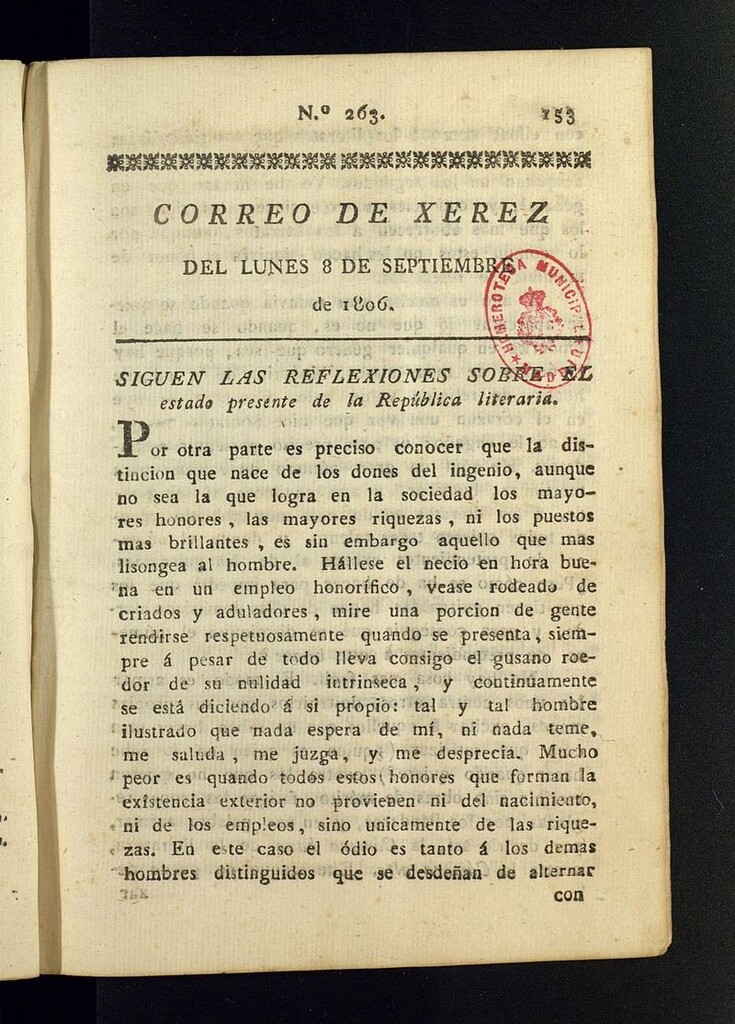 N.º 263. 153
CORREO DE XEREZ
DEL LUNES 8 DE SEPTIEMBRE
de 1806.
HEMEROTECA MUNICIPAL
SIGUEN LAS REFLEXIONES SOBRE EL
estado presente de la República literaria.
Por otra parte es preciso conocer que la dis-
tincion que nace de los dones del ingenio, aunque
no sea la que logra en la sociedad los mayo-
res honores, las mayores riquezas, ni los puestos
mas brillantes, es sin embargo aquello que mas
lisongea al hombre. Hállese el necio en hora bue-
na en un empleo honorífico, vease rodeado de
criados y aduladores, mire una porcion de gente
rendirse respetuosamente quando se presenta, siem-
pre á pesar de todo lleva consigo el gusano roe-
dor de su nulidad intrinseca, y continuamente
se está diciendo á si propio: tal y tal hombre
ilustrado que nada espera de mí, ni nada teme,
me saluda, me juzga, y me desprecia. Mucho
peor es quando todos estos honores que forman la
existencia exterior no provienen ni del nacimiento,
ni de los empleos, sino unicamente de las rique-
zas. En este caso el ódio es tanto á los demas
hombres distinguidos que se desdeñan de alternar
con